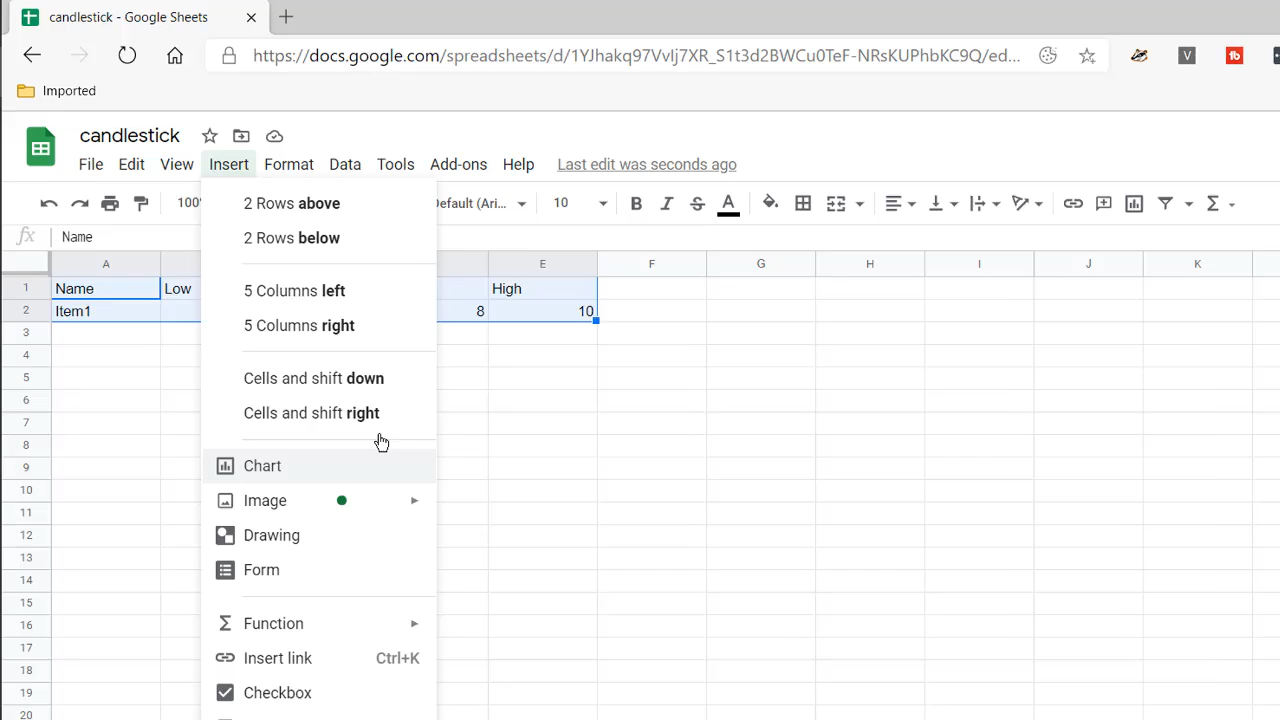 candlestick - Google Sheets
https://docs.google.com/spreadsheets/d/1YJhakq97VvIj7XR_S1t3d2BWCu0TeF-NRsKUPhbKC9Q/ed...
V
tb
Imported
candlestick
File Edit View Insert Format Data Tools Add-ons Help Last edit was seconds ago
100% Default (Ari... 10 B I S A
fx Name
A E F G H I J K
1 Name Low High
2 Item1 8 10
3
4
5
6
7
8
9
10
11
12
13
14
15
16
17
18
19
20
2 Rows above
2 Rows below
5 Columns left
5 Columns right
Cells and shift down
Cells and shift right
Chart
Image
Drawing
Form
Σ Function
Insert link Ctrl+K
Checkbox